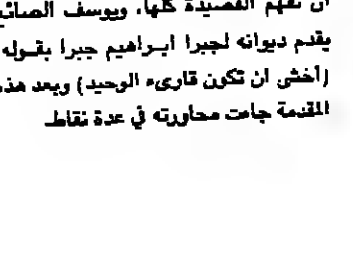 ان نفهم القصيدة كلها، ويوسف الصائغ
يقدم ديوانه لجبرا ابراهيم جبرا بقوله
(أخشى ان تكون قارىء الوحيد) وبعد هذه
المقدمة جاءت محاورته في عدة نقاط